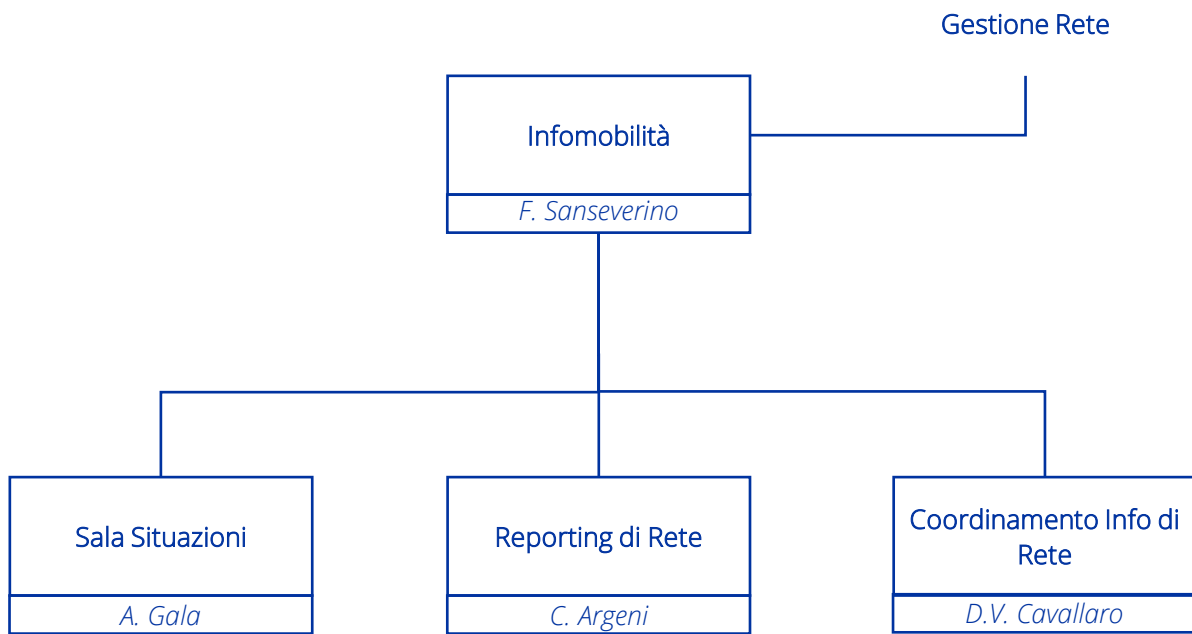 Gestione Rete
Infomobilità
F. Sanseverino
Sala Situazioni
A. Gala
Reporting di Rete
C. Argeni
Coordinamento Info di
Rete
D.V. Cavallaro